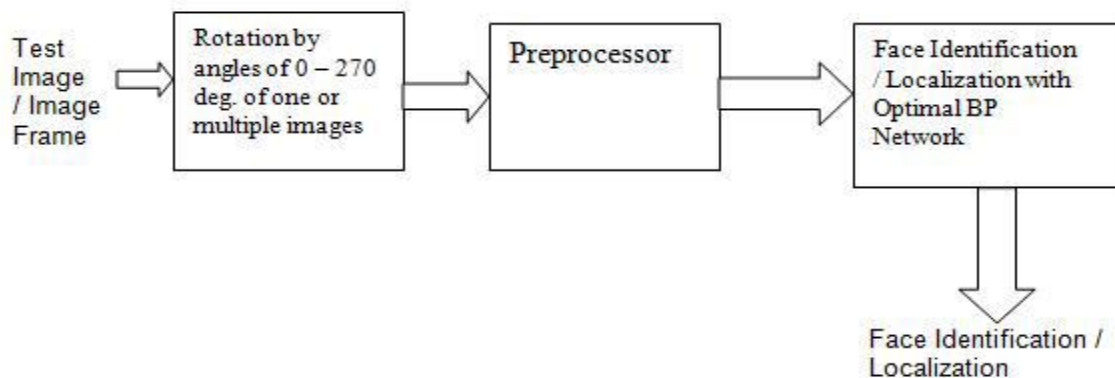 Test
Image
/ Image
Frame
Rotation by
angles of 0 – 270
deg. of one or
multiple images
Preprocessor
Face Identification
/ Localization with
Optimal BP
Network
Face Identification /
Localization